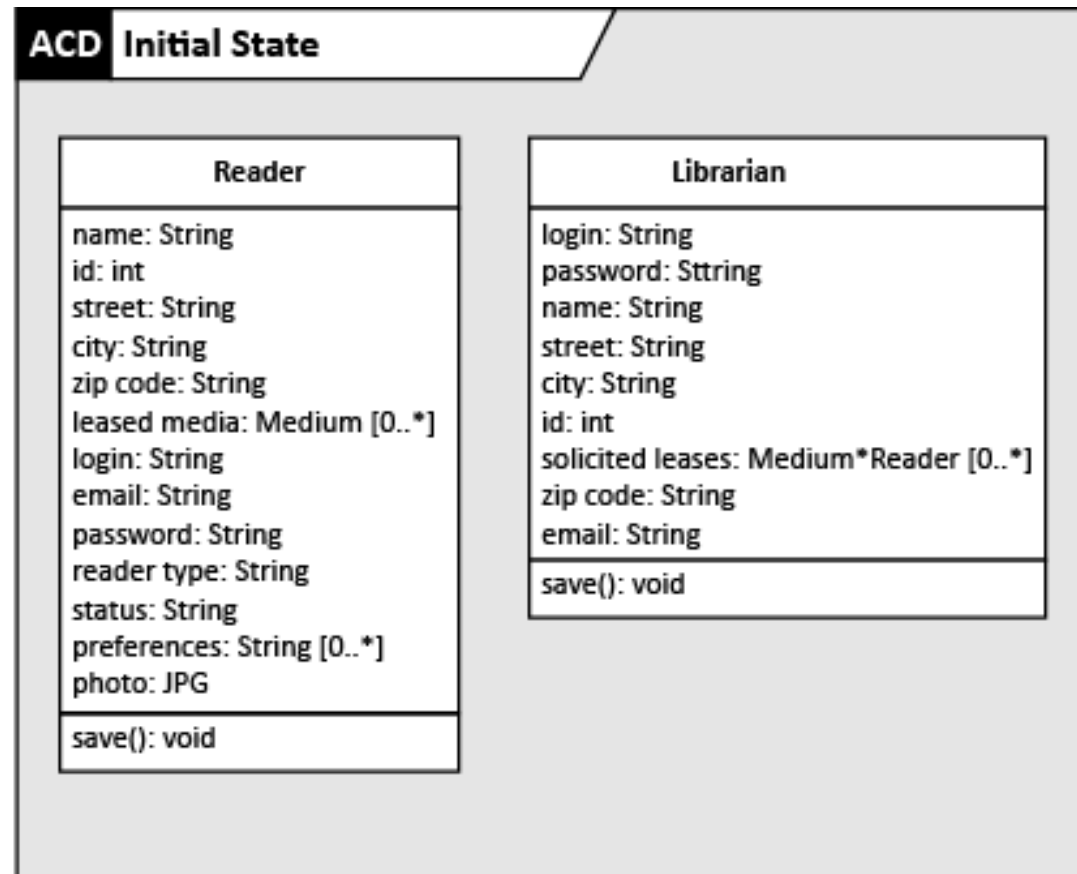 ACD Initial State
Reader
name: String
id: int
street: String
city: String
zip code: String
leased media: Medium [0..*]
login: String
email: String
password: String
reader type: String
status: String
preferences: String [0..*]
photo: JPG
save(): void
Librarian
login: String
password: Sttring
name: String
street: String
city: String
id: int
solicited leases: Medium*Reader [0..*]
zip code: String
email: String
save(): void